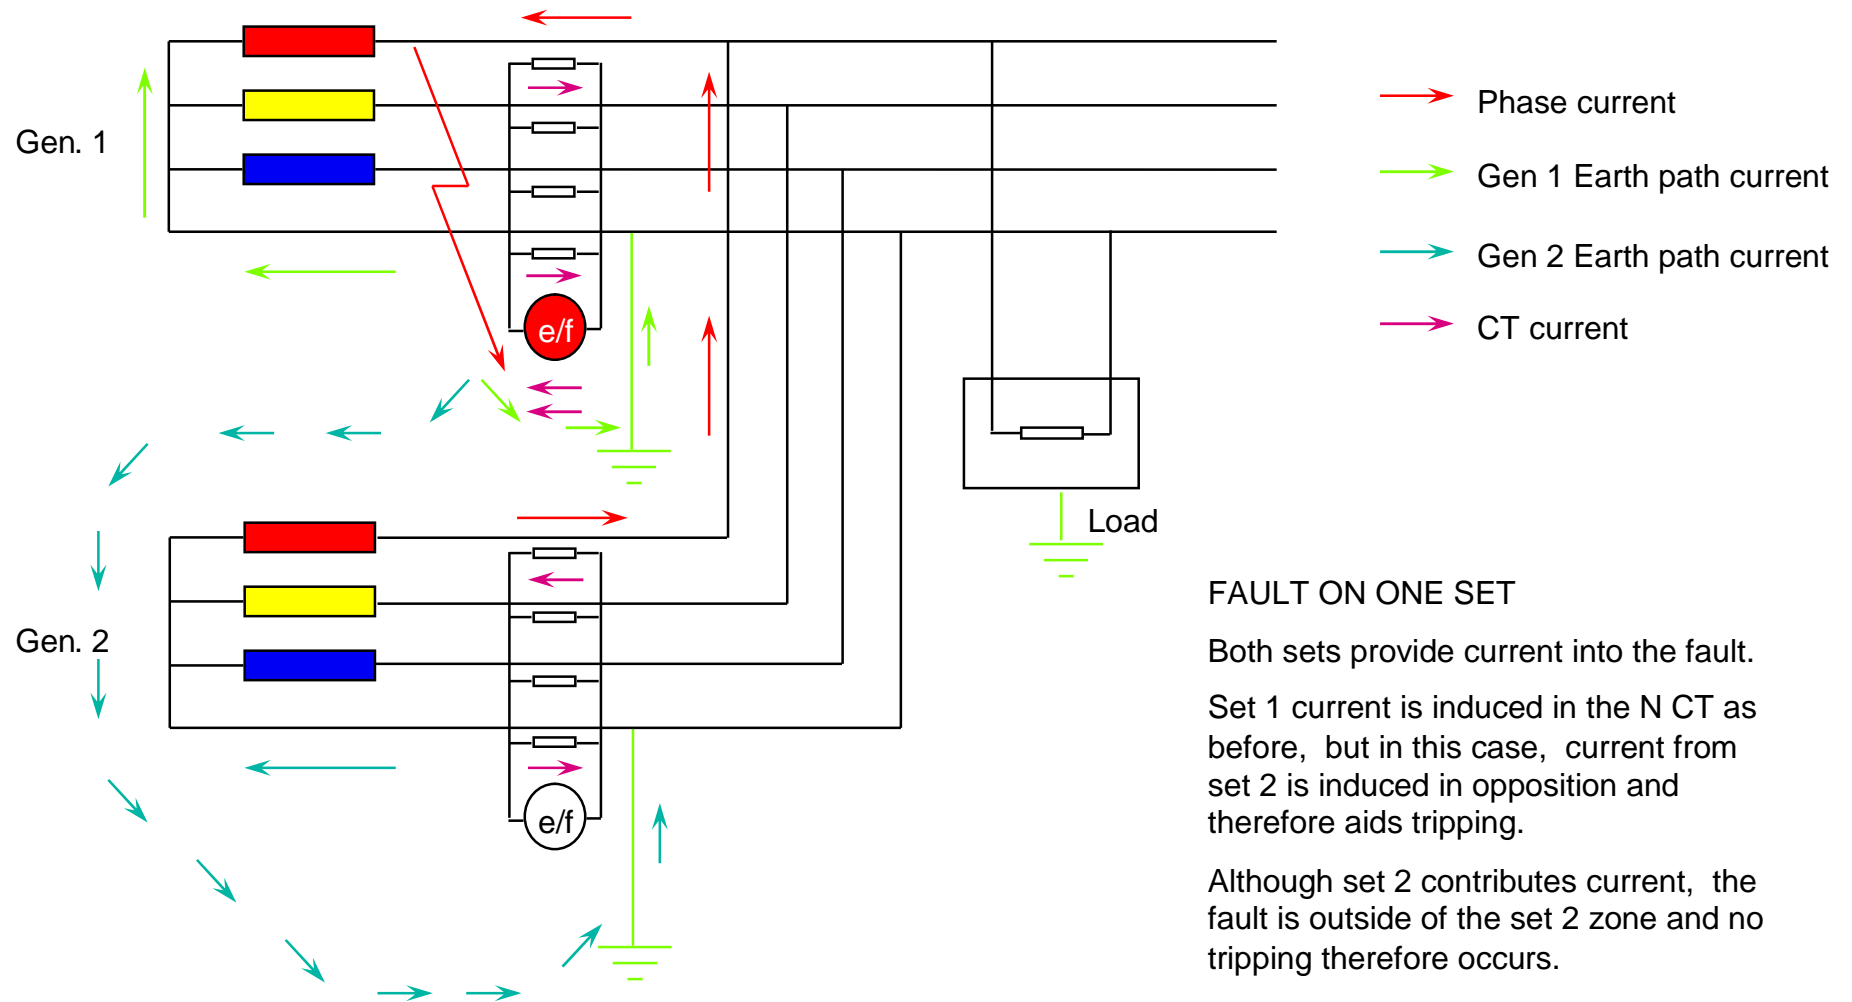 Gen. 1
e/f
Phase current
Gen 1 Earth path current
Gen 2 Earth path current
CT current
Load
Gen. 2
e/f
FAULT ON ONE SET
Both sets provide current into the fault.
Set 1 current is induced in the N CT as
before, but in this case, current from
set 2 is induced in opposition and
therefore aids tripping.
Although set 2 contributes current, the
fault is outside of the set 2 zone and no
tripping therefore occurs.